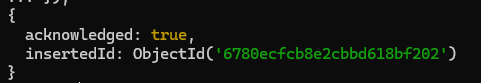 ... });
{
  acknowledged: true,
  insertedId: ObjectId('6780ecfcb8e2cbbd618bf202')
}